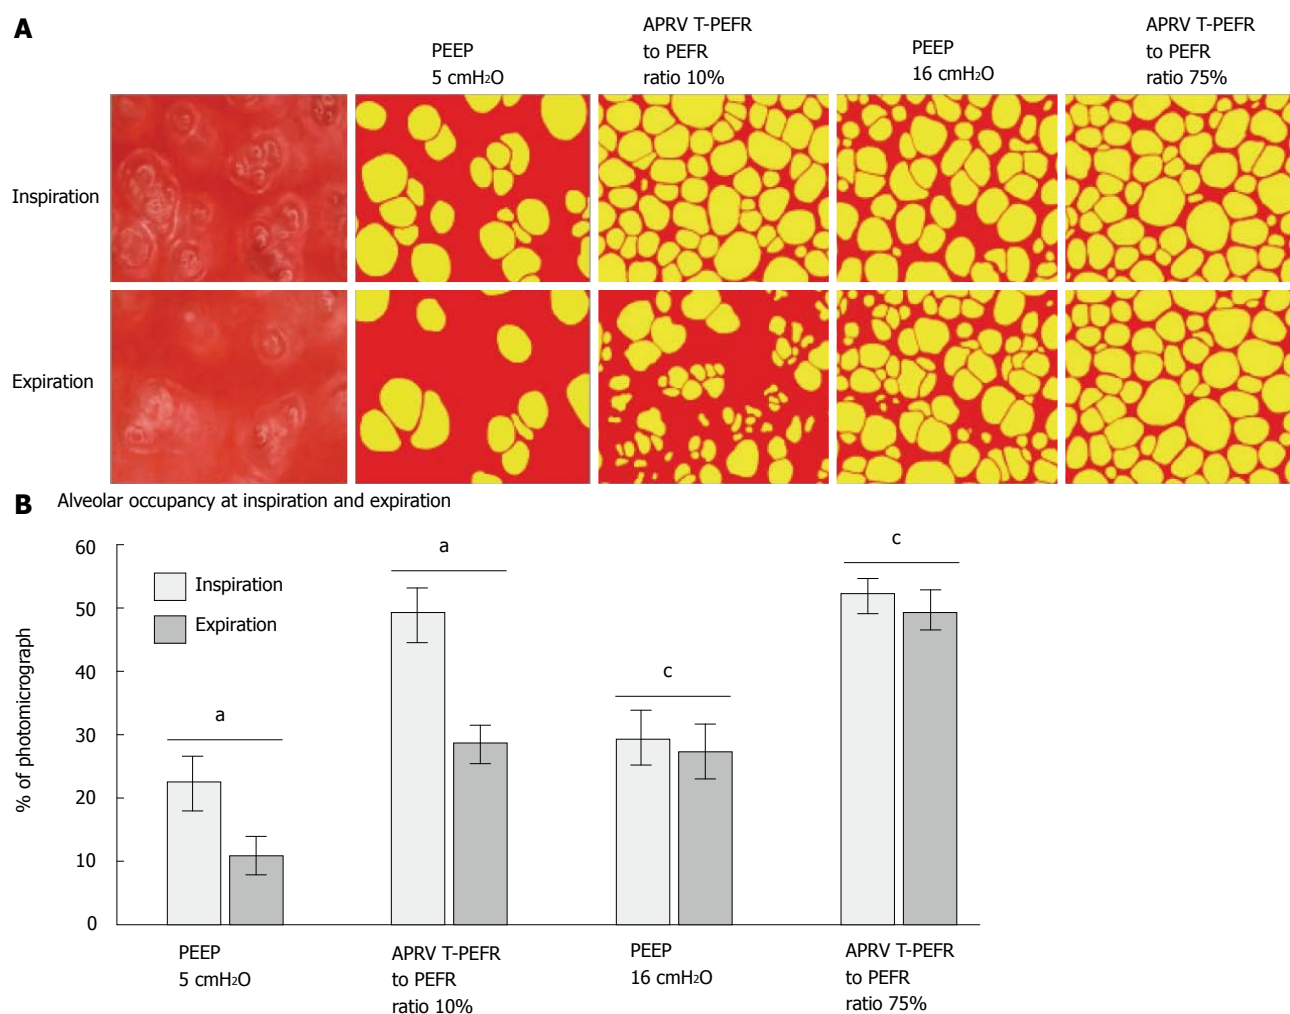 A
PEEP
5 cmH₂O
APRV T-PEFR
to PEFR
ratio 10%
PEEP
16 cmH₂O
APRV T-PEFR
to PEFR
ratio 75%
Inspiration
Expiration
B Alveolar occupancy at inspiration and expiration
% of photomicrograph
60
50
40
30
20
10
0
Inspiration
Expiration
a
a
c
c
PEEP
5 cmH₂O
APRV T-PEFR
to PEFR
ratio 10%
PEEP
16 cmH₂O
APRV T-PEFR
to PEFR
ratio 75%